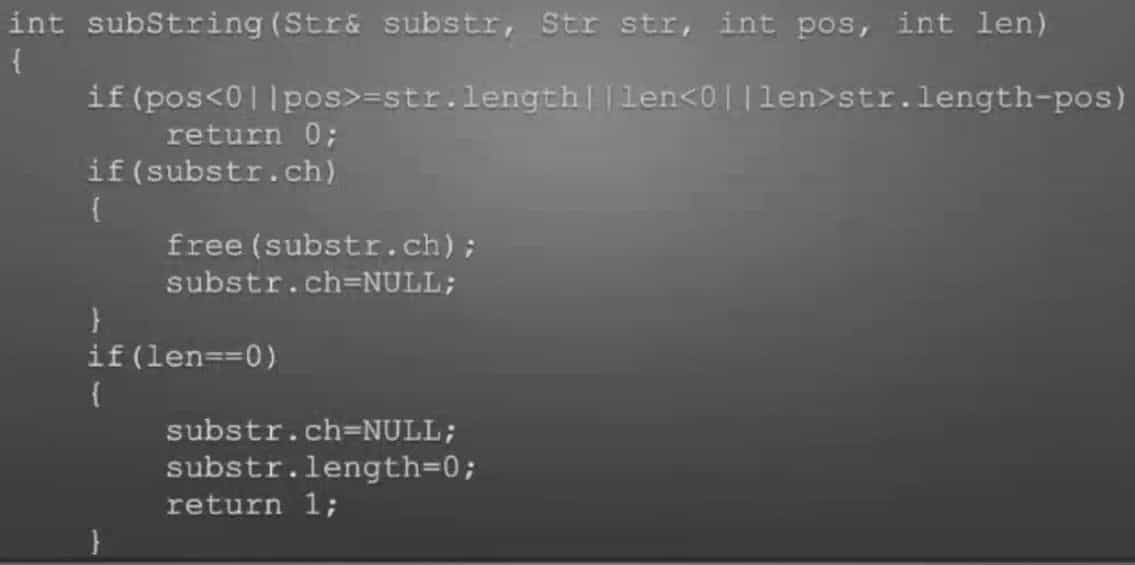 int subString(Str& substr, Str str, int pos, int len)
{
    if(pos<0||pos>=str.length||len<0||len>str.length-pos)
        return 0;
    if(substr.ch)
    {
        free(substr.ch);
        substr.ch=NULL;
    }
    if(len==0)
    {
        substr.ch=NULL;
        substr.length=0;
        return 1;
    }